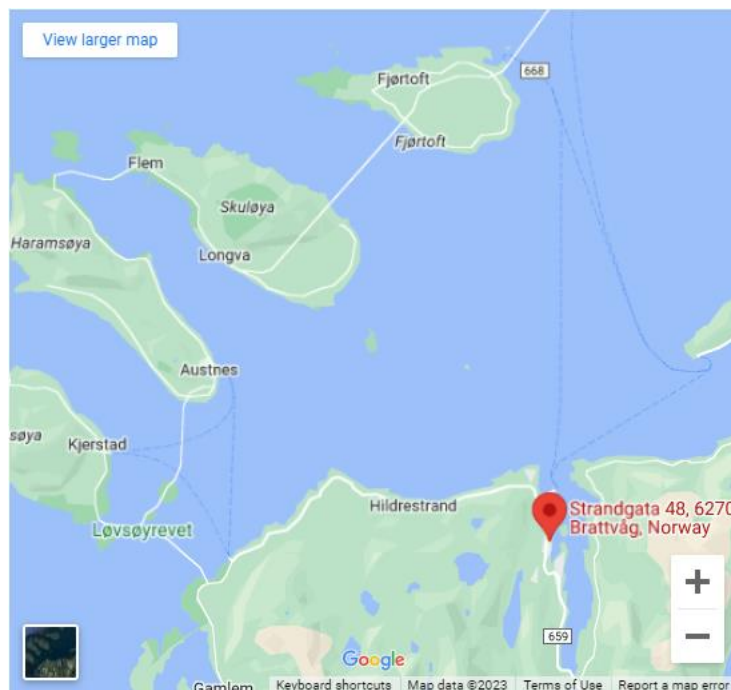 View larger map
Fjørtoft
668
Fjørtoft
Flem
Skuløya
Haramsøya
Longva
Austnes
søya
Kjerstad
Hildrestrand
Strandgata 48, 6270
Brattvåg, Norway
Løvsøyrevet
+
−
659
Google
Gamlem
Keyboard shortcuts
Map data ©2023
Terms of Use
Report a map error